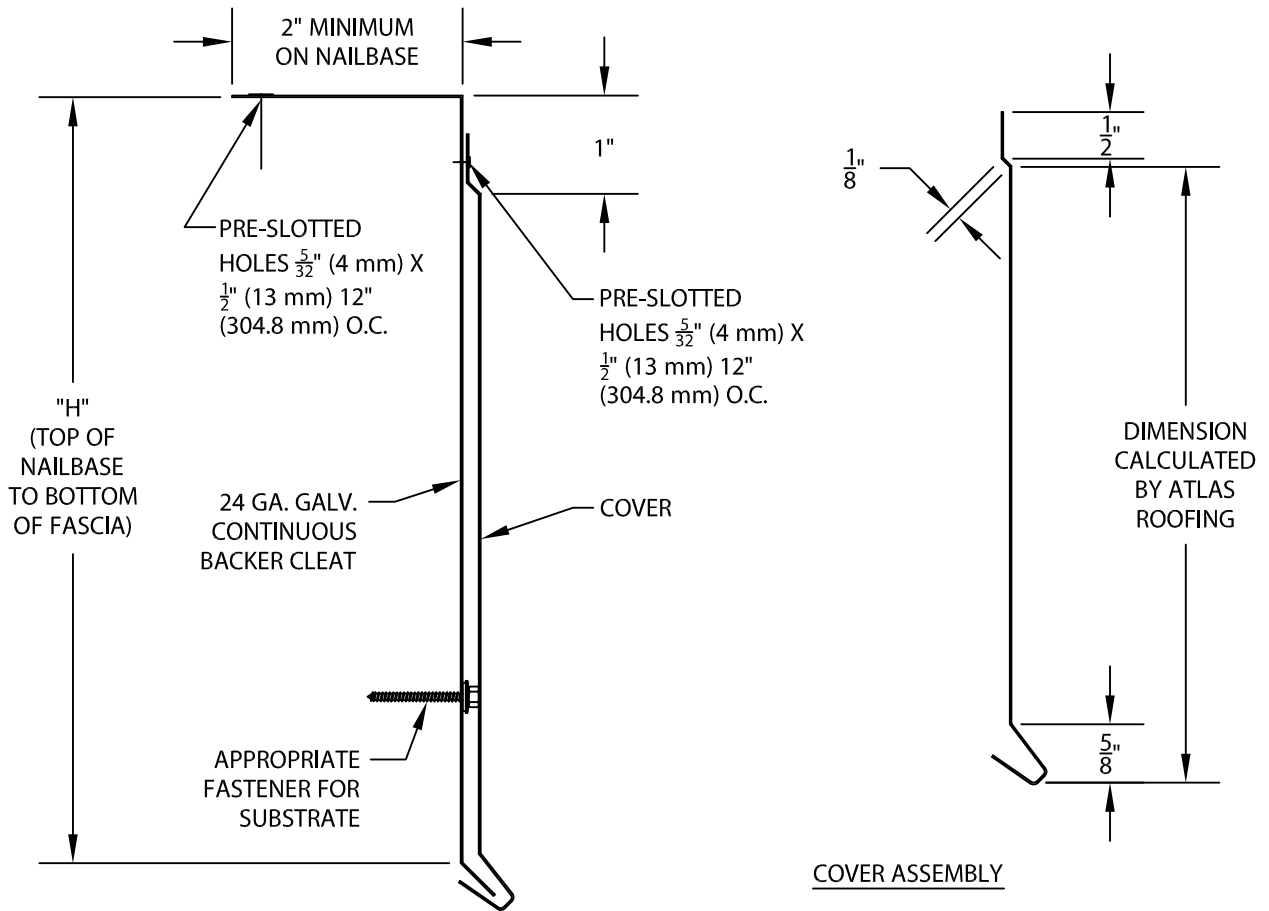 2" MINIMUM
ON NAILBASE
1"
PRE-SLOTTED
HOLES 5/32" (4 mm) X
1/2" (13 mm) 12"
(304.8 mm) O.C.
PRE-SLOTTED
HOLES 5/32" (4 mm) X
1/2" (13 mm) 12"
(304.8 mm) O.C.
"H"
(TOP OF
NAILBASE
TO BOTTOM
OF FASCIA)
24 GA. GALV.
CONTINUOUS
BACKER CLEAT
COVER
APPROPRIATE
FASTENER FOR
SUBSTRATE
1/2"
1/8"
DIMENSION
CALCULATED
BY ATLAS
ROOFING
5/8"
COVER ASSEMBLY